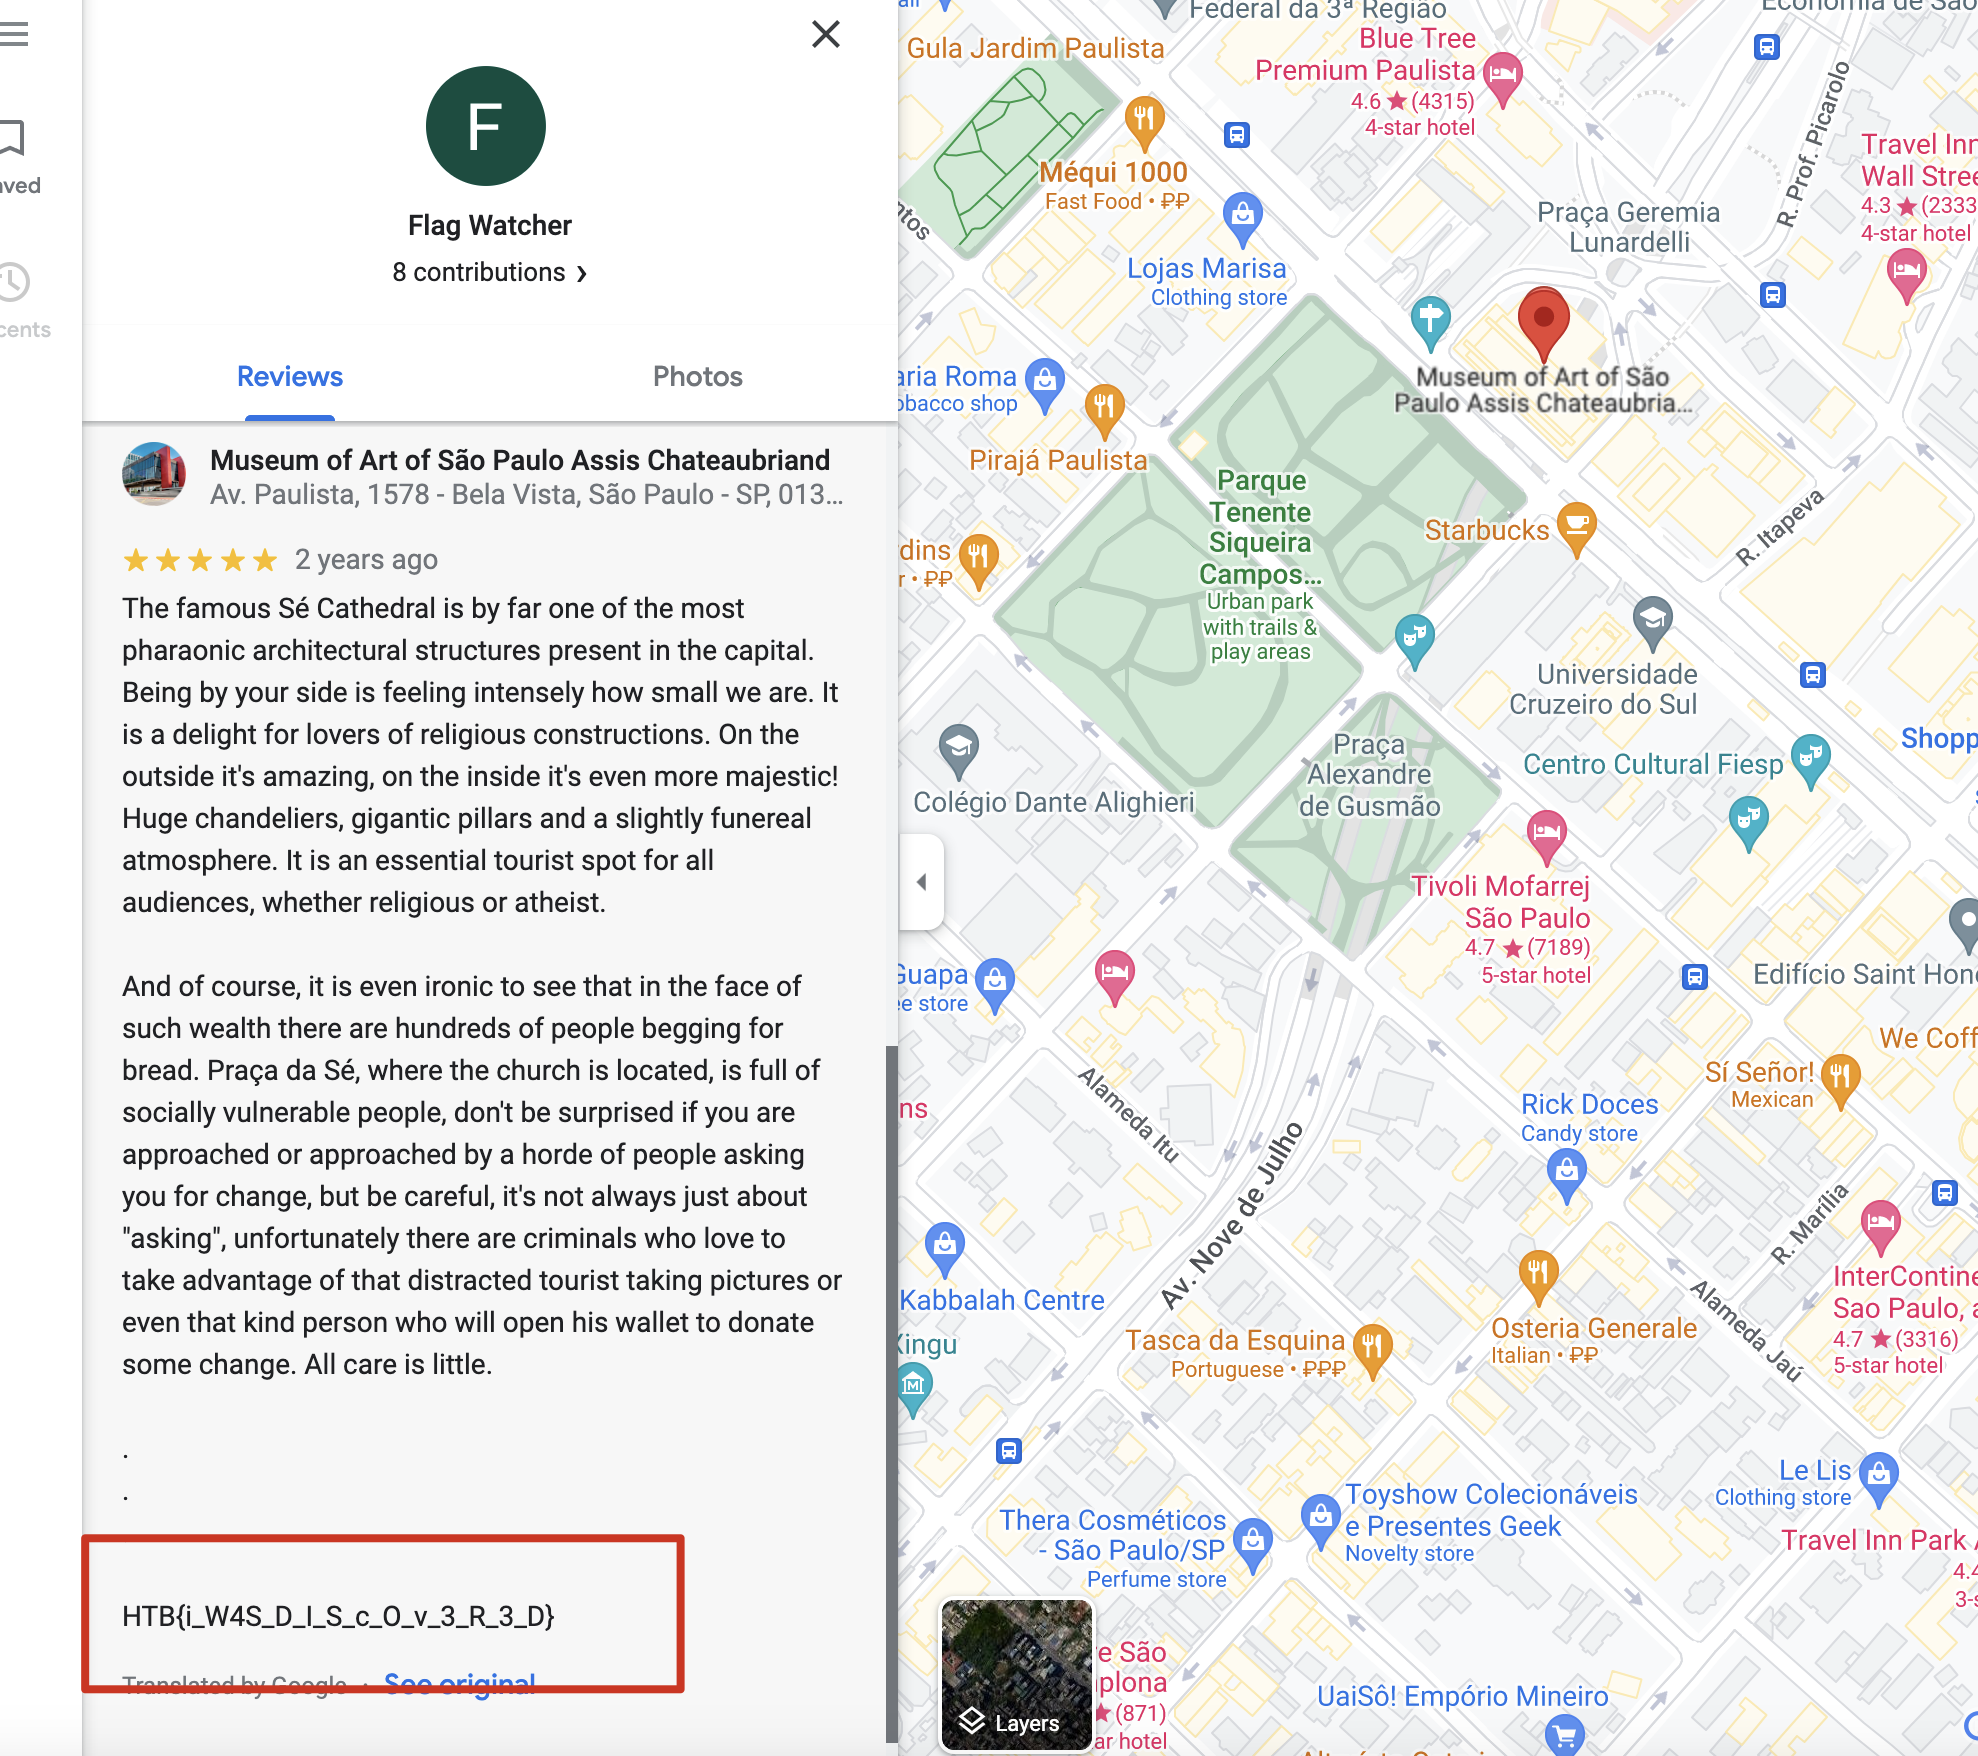 F
Flag Watcher
8 contributions
Reviews
Photos
Museum of Art of São Paulo Assis Chateaubriand
Av. Paulista, 1578 - Bela Vista, São Paulo - SP, 013...
2 years ago
The famous Sé Cathedral is by far one of the most
pharaonic architectural structures present in the capital.
Being by your side is feeling intensely how small we are. It
is a delight for lovers of religious constructions. On the
outside it's amazing, on the inside it's even more majestic!
Huge chandeliers, gigantic pillars and a slightly funereal
atmosphere. It is an essential tourist spot for all
audiences, whether religious or atheist.
And of course, it is even ironic to see that in the face of
such wealth there are hundreds of people begging for
bread. Praça da Sé, where the church is located, is full of
socially vulnerable people, don't be surprised if you are
approached or approached by a horde of people asking
you for change, but be careful, it's not always just about
"asking", unfortunately there are criminals who love to
take advantage of that distracted tourist taking pictures or
even that kind person who will open his wallet to donate
some change. All care is little.
.
.
HTB{i_W4S_D_I_S_c_O_v_3_R_3_D}
Translated by Google · See original
Federal da 3ª Região
Gula Jardim Paulista
Blue Tree
Premium Paulista
4.6 ★ (4315)
4-star hotel
Méqui 1000
Fast Food • ₽₽
Lojas Marisa
Clothing store
R. Prof. Picarolo
Travel Inn
Wall Stree
4.3 ★ (2333
4-star hotel
Praça Geremia
Lunardelli
Museum of Art of São
Paulo Assis Chateaubria...
aria Roma
obacco shop
Pirajá Paulista
Parque
Tenente
Siqueira
Campos...
Urban park
with trails &
play areas
Starbucks
R. Itapeva
dins
r • ₽₽
Universidade
Cruzeiro do Sul
Praça
Alexandre
de Gusmão
Centro Cultural Fiesp
Shopp
Colégio Dante Alighieri
Tivoli Mofarrej
São Paulo
4.7 ★ (7189)
5-star hotel
Guapa
ee store
Edifício Saint Hono
We Coff
Sí Señor!
Mexican
ns
Alameda Itu
Av. Nove de Julho
Rick Doces
Candy store
R. Marília
Kabbalah Centre
Xingu
Tasca da Esquina
Portuguese • ₽₽₽
Osteria Generale
Italian • ₽₽
Alameda Jaú
InterContine
Sao Paulo, a
4.7 ★ (3316)
5-star hotel
Le Lis
Clothing store
Toyshow Colecionáveis
e Presentes Geek
Novelty store
Thera Cosméticos
- São Paulo/SP
Perfume store
Travel Inn Park
4.4
3-s
e São
plona
★ (871)
ar hotel
Layers
UaiSô! Empório Mineiro